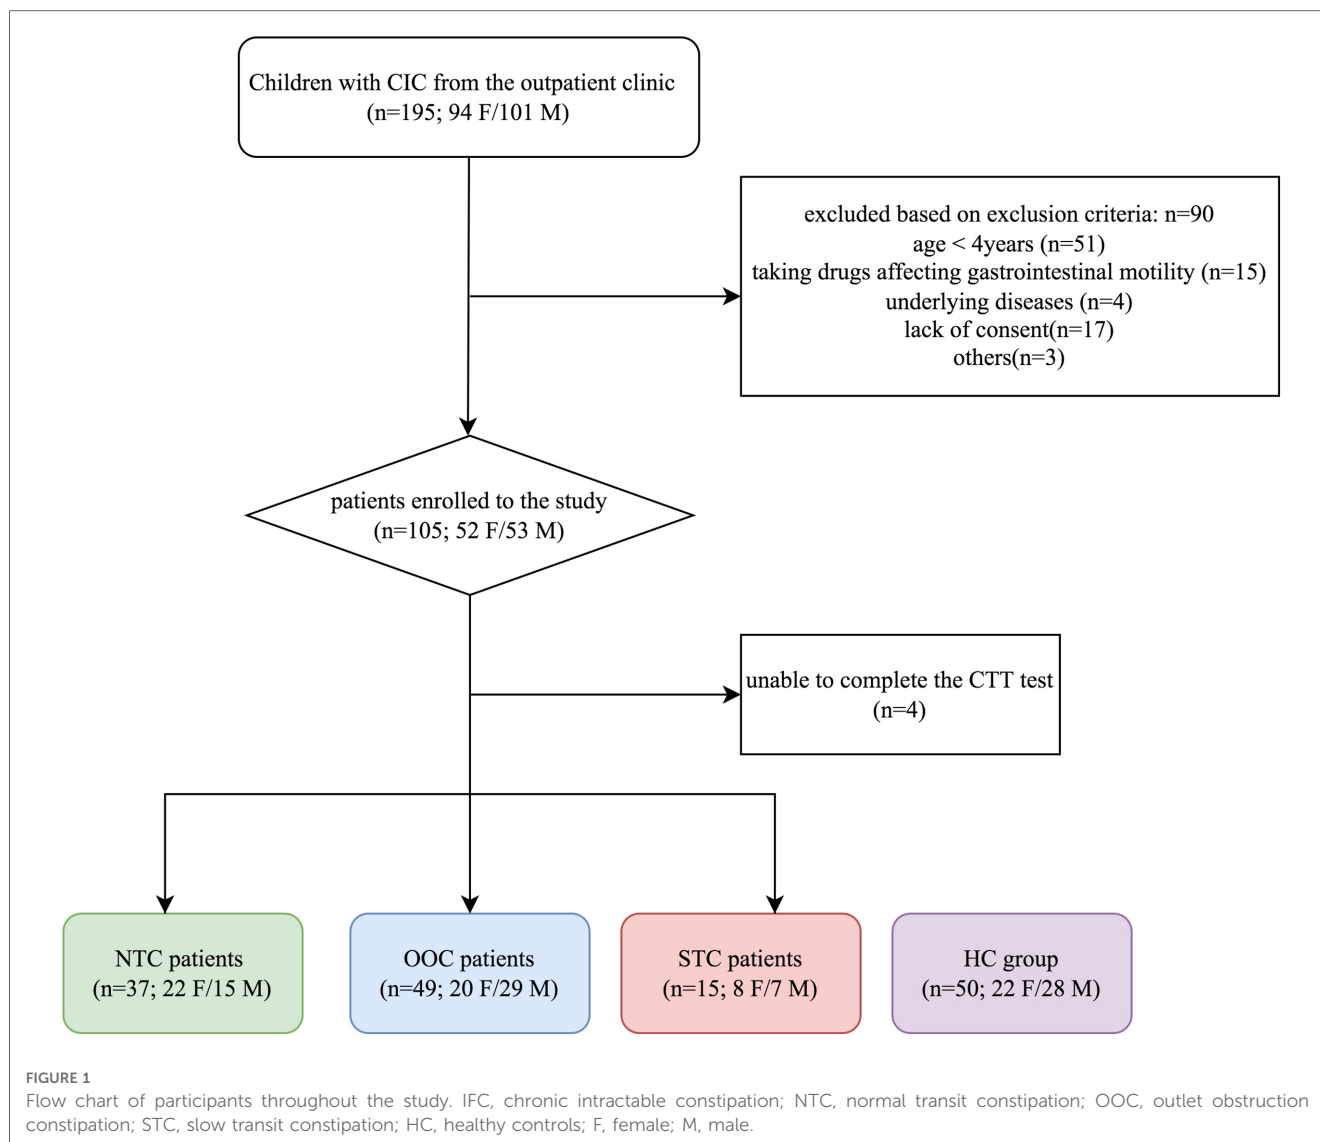 Children with CIC from the outpatient clinic
(n=195; 94 F/101 M)
excluded based on exclusion criteria: n=90
age < 4years (n=51)
taking drugs affecting gastrointestinal motility (n=15)
underlying diseases (n=4)
lack of consent(n=17)
others(n=3)
patients enrolled to the study
(n=105; 52 F/53 M)
unable to complete the CTT test
(n=4)
NTC patients
(n=37; 22 F/15 M)
OOC patients
(n=49; 20 F/29 M)
STC patients
(n=15; 8 F/7 M)
HC group
(n=50; 22 F/28 M)
FIGURE 1
Flow chart of participants throughout the study. IFC, chronic intractable constipation; NTC, normal transit constipation; OOC, outlet obstruction
constipation; STC, slow transit constipation; HC, healthy controls; F, female; M, male.